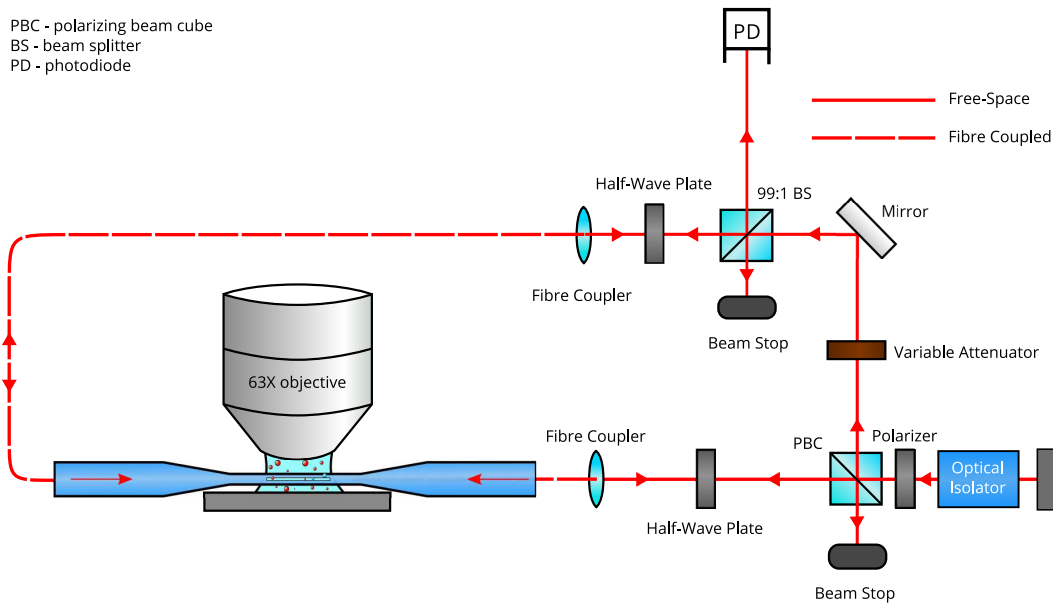 PBC - polarizing beam cube
BS - beam splitter
PD - photodiode
PD
Free-Space
Fibre Coupled
Half-Wave Plate
99:1 BS
Mirror
Fibre Coupler
Beam Stop
Variable Attenuator
63X objective
Fibre Coupler
PBC
Polarizer
Optical
Isolator
Half-Wave Plate
Beam Stop